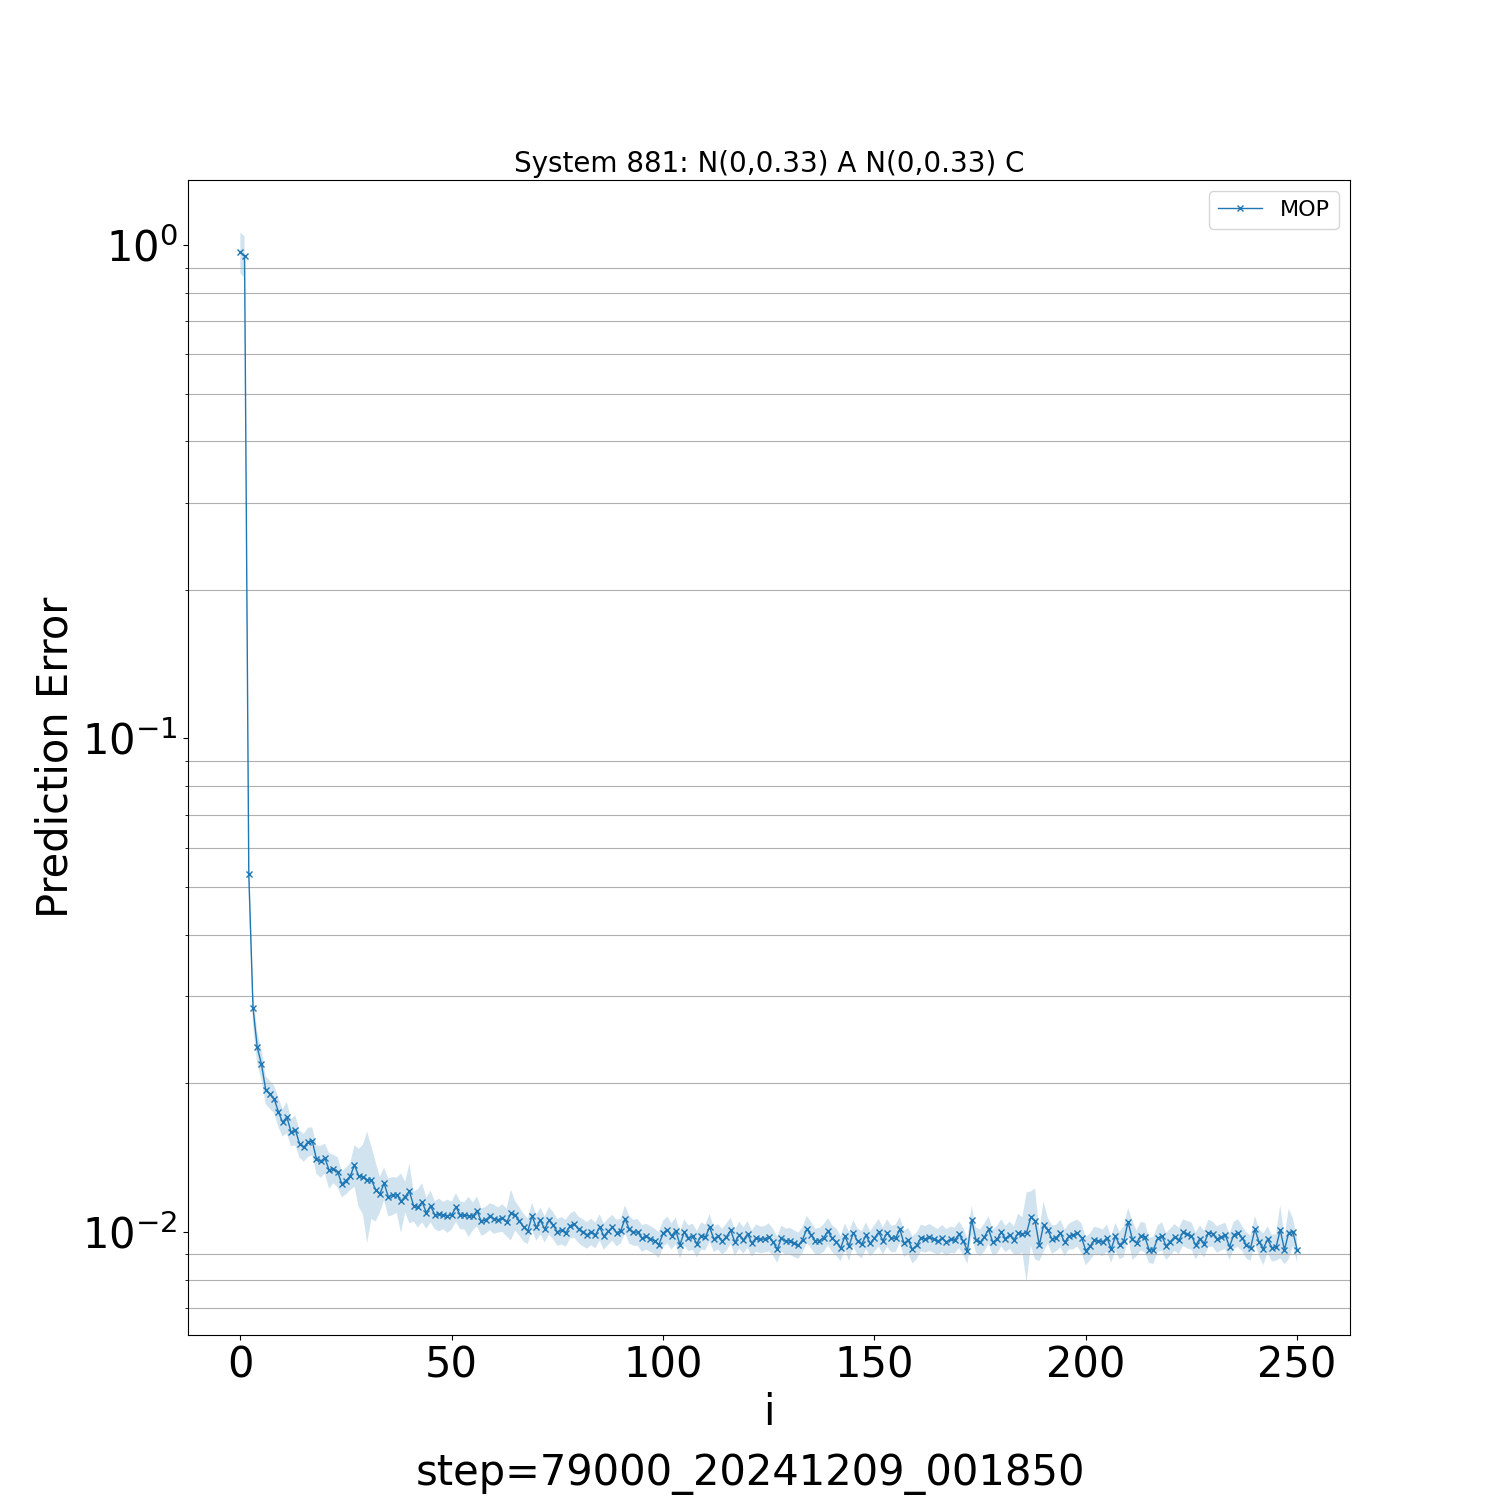 System 881: N(0,0.33) A N(0,0.33) C
MOP
10⁰
10⁻¹
10⁻²
Prediction Error
0 50 100 150 200 250
i
step=79000_20241209_001850